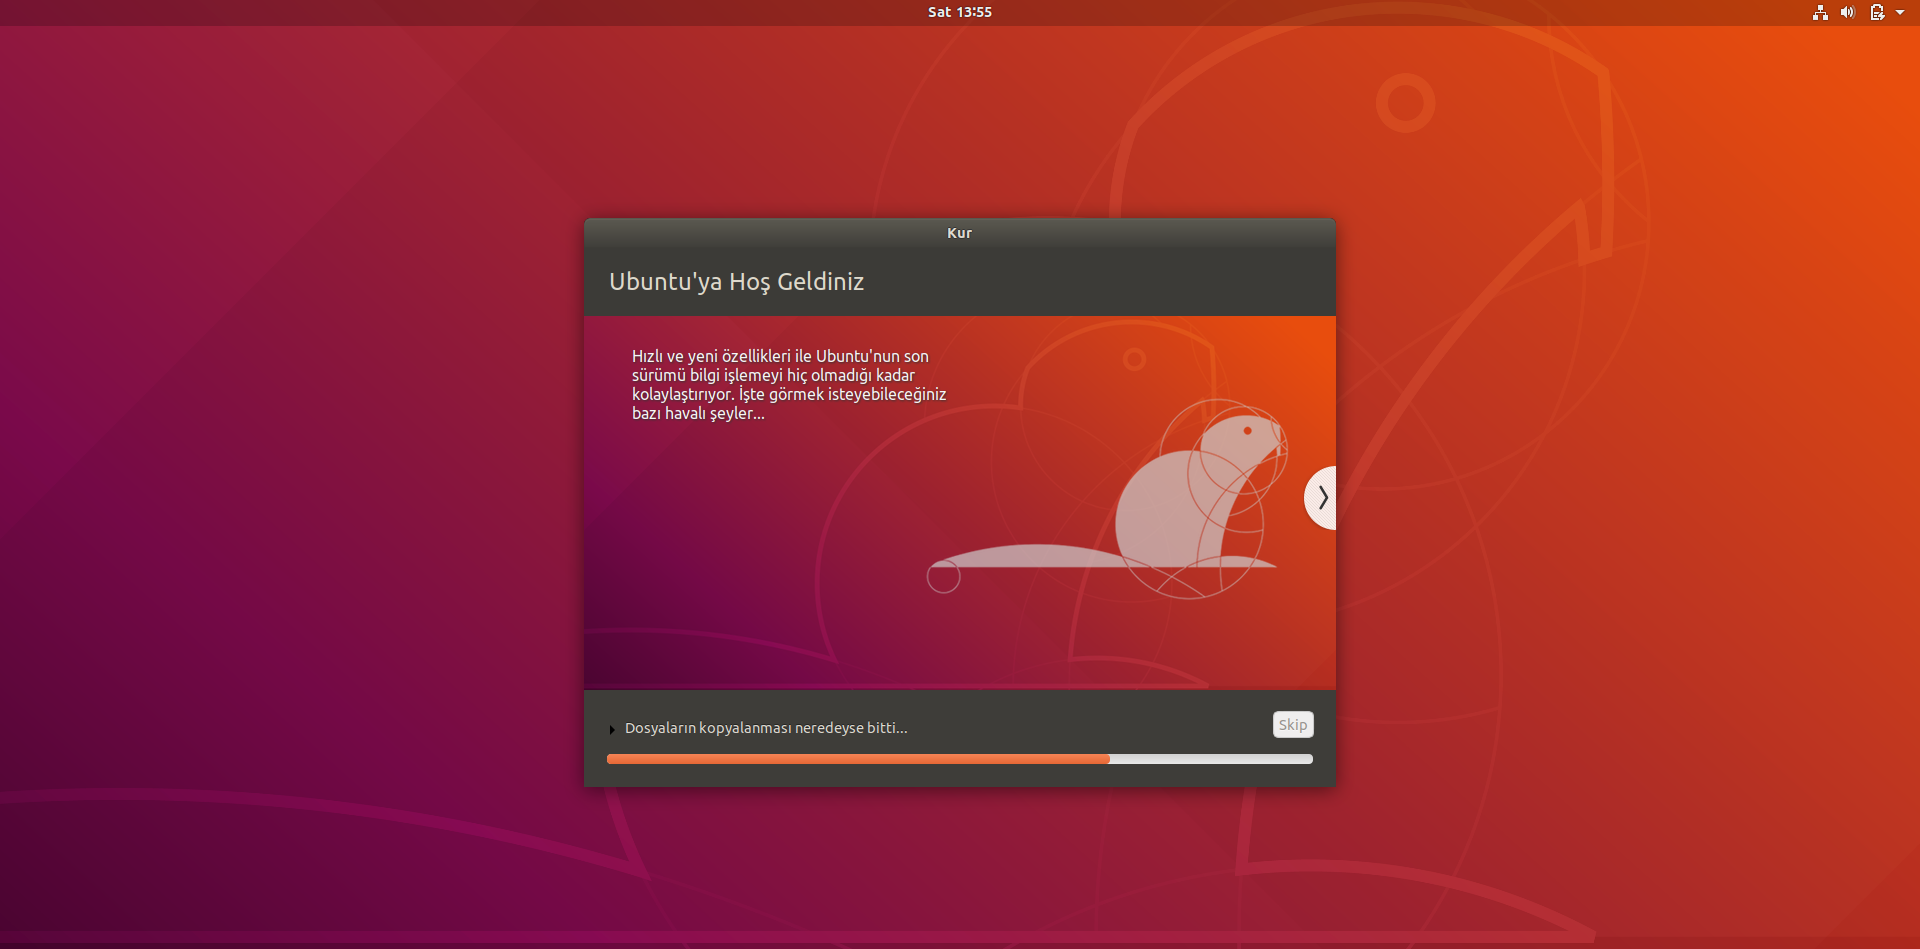 Sat 13:55
Kur
Ubuntu'ya Hoş Geldiniz
Hızlı ve yeni özellikleri ile Ubuntu'nun son
sürümü bilgi işlemeyi hiç olmadığı kadar
kolaylaştırıyor. İşte görmek isteyebileceğiniz
bazı havalı şeyler...
Dosyaların kopyalanması neredeyse bitti...
Skip